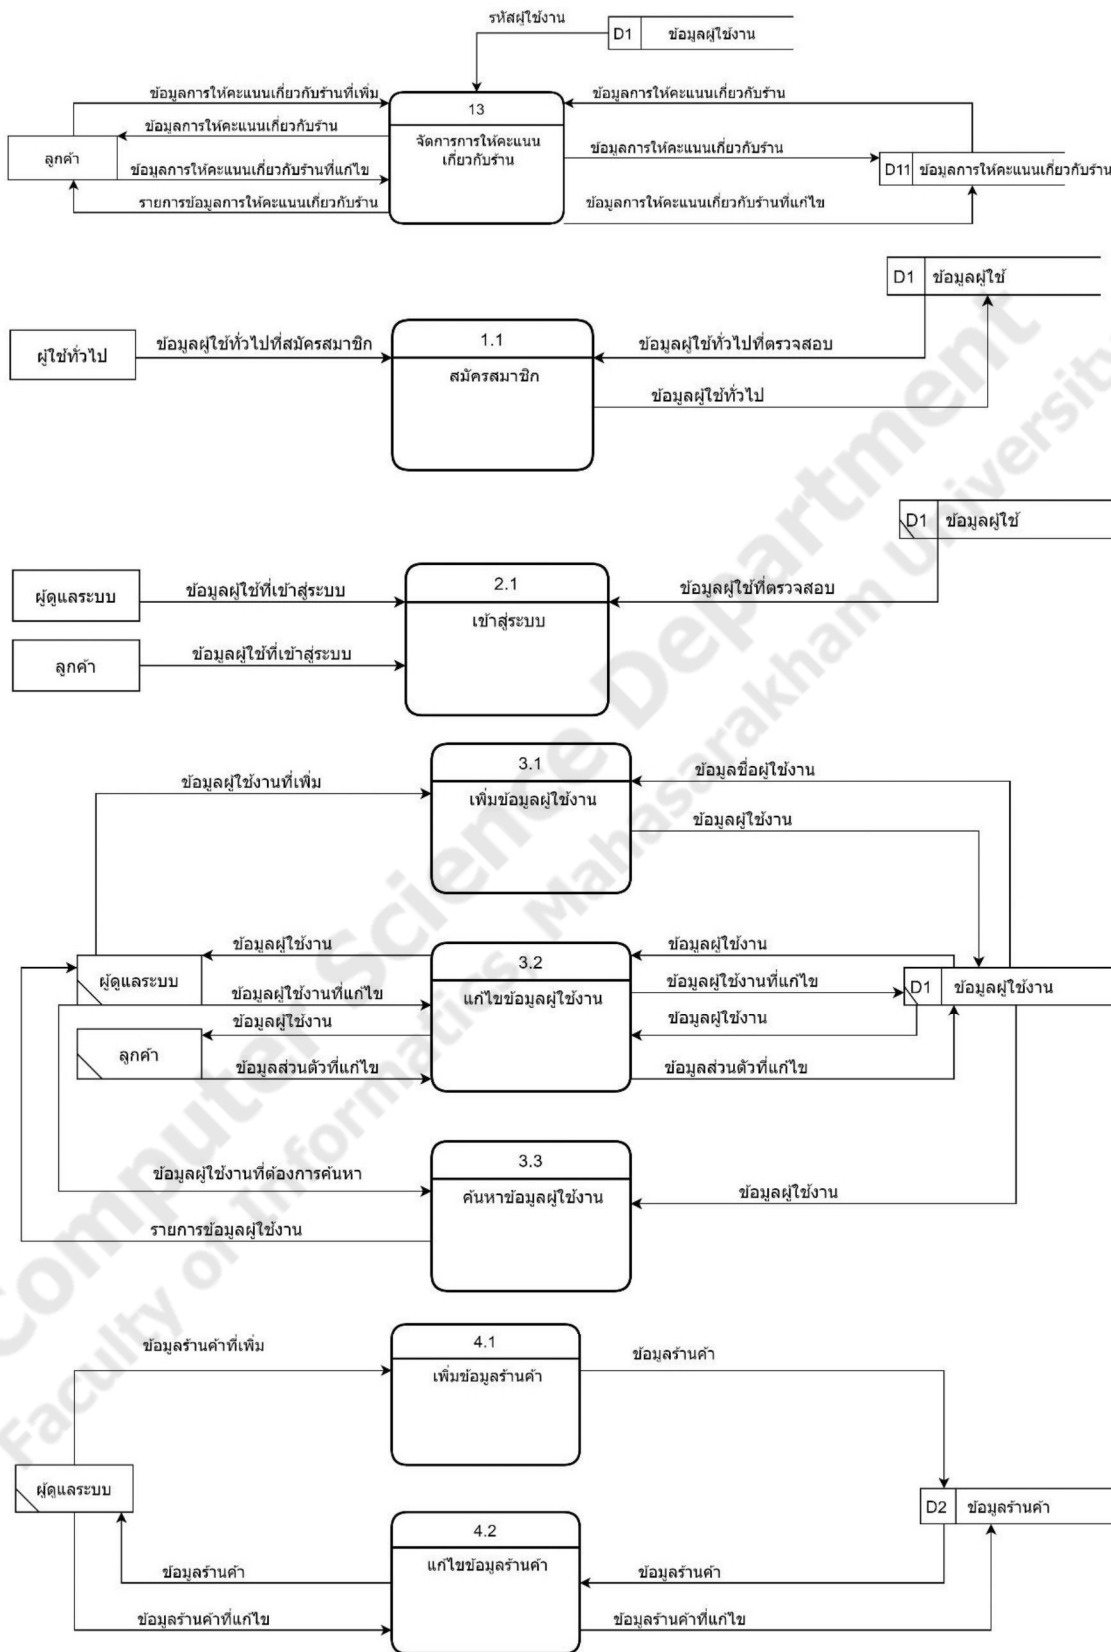 รหัสผู้ใช้งาน
D1 ข้อมูลผู้ใช้งาน
ข้อมูลการให้คะแนนเกี่ยวกับร้านที่เพิ่ม
13
ข้อมูลการให้คะแนนเกี่ยวกับร้าน
ข้อมูลการให้คะแนนเกี่ยวกับร้าน
จัดการการให้คะแนน
เกี่ยวกับร้าน
ข้อมูลการให้คะแนนเกี่ยวกับร้าน
ลูกค้า
ข้อมูลการให้คะแนนเกี่ยวกับร้านที่แก้ไข
D11 ข้อมูลการให้คะแนนเกี่ยวกับร้าน
รายการข้อมูลการให้คะแนนเกี่ยวกับร้าน
ข้อมูลการให้คะแนนเกี่ยวกับร้านที่แก้ไข
D1 ข้อมูลผู้ใช้
ผู้ใช้ทั่วไป
ข้อมูลผู้ใช้ทั่วไปที่สมัครสมาชิก
1.1
สมัครสมาชิก
ข้อมูลผู้ใช้ทั่วไปที่ตรวจสอบ
ข้อมูลผู้ใช้ทั่วไป
D1 ข้อมูลผู้ใช้
ผู้ดูแลระบบ
ข้อมูลผู้ใช้ที่เข้าสู่ระบบ
2.1
เข้าสู่ระบบ
ข้อมูลผู้ใช้ที่ตรวจสอบ
ลูกค้า
ข้อมูลผู้ใช้ที่เข้าสู่ระบบ
ข้อมูลผู้ใช้งานที่เพิ่ม
3.1
เพิ่มข้อมูลผู้ใช้งาน
ข้อมูลชื่อผู้ใช้งาน
ข้อมูลผู้ใช้งาน
ข้อมูลผู้ใช้งาน
3.2
แก้ไขข้อมูลผู้ใช้งาน
ข้อมูลผู้ใช้งาน
ผู้ดูแลระบบ
ข้อมูลผู้ใช้งานที่แก้ไข
ข้อมูลผู้ใช้งานที่แก้ไข
D1 ข้อมูลผู้ใช้งาน
ข้อมูลผู้ใช้งาน
ข้อมูลผู้ใช้งาน
ลูกค้า
ข้อมูลส่วนตัวที่แก้ไข
ข้อมูลส่วนตัวที่แก้ไข
3.3
ค้นหาข้อมูลผู้ใช้งาน
ข้อมูลผู้ใช้งานที่ต้องการค้นหา
ข้อมูลผู้ใช้งาน
รายการข้อมูลผู้ใช้งาน
ข้อมูลร้านค้าที่เพิ่ม
4.1
เพิ่มข้อมูลร้านค้า
ข้อมูลร้านค้า
ผู้ดูแลระบบ
D2 ข้อมูลร้านค้า
4.2
แก้ไขข้อมูลร้านค้า
ข้อมูลร้านค้า
ข้อมูลร้านค้า
ข้อมูลร้านค้าที่แก้ไข
ข้อมูลร้านค้าที่แก้ไข
Computer Science Department
Faculty of Informatics, Mahasarakham University